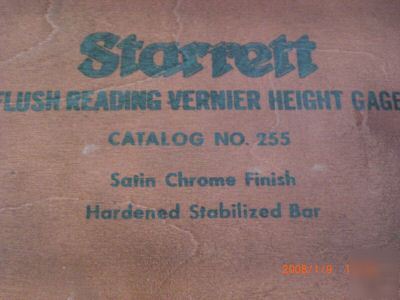 Starrett
FLUSH READING VERNIER HEIGHT GAGE
CATALOG NO. 255
Satin Chrome Finish
Hardened Stabilized Bar
2008/1/9